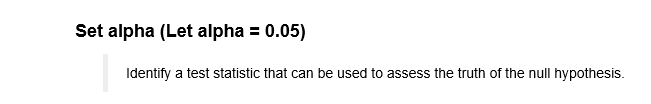 Set alpha (Let alpha = 0.05)
Identify a test statistic that can be used to assess the truth of the null hypothesis.